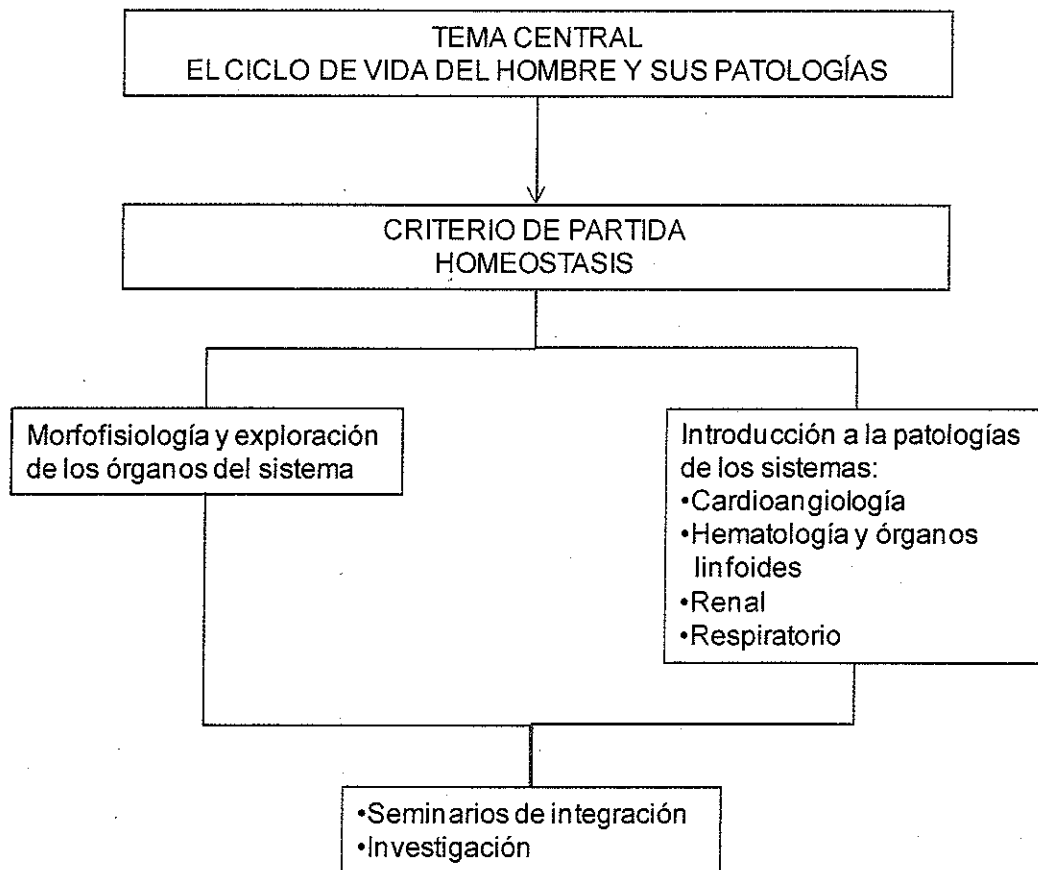 TEMA CENTRAL
EL CICLO DE VIDA DEL HOMBRE Y SUS PATOLOGÍAS
CRITERIO DE PARTIDA
HOMEOSTASIS
Morfofisiología y exploración
de los órganos del sistema
Introducción a la patologías
de los sistemas:
•Cardioangiología
•Hematología y órganos
linfoides
•Renal
•Respiratorio
•Seminarios de integración
•Investigación